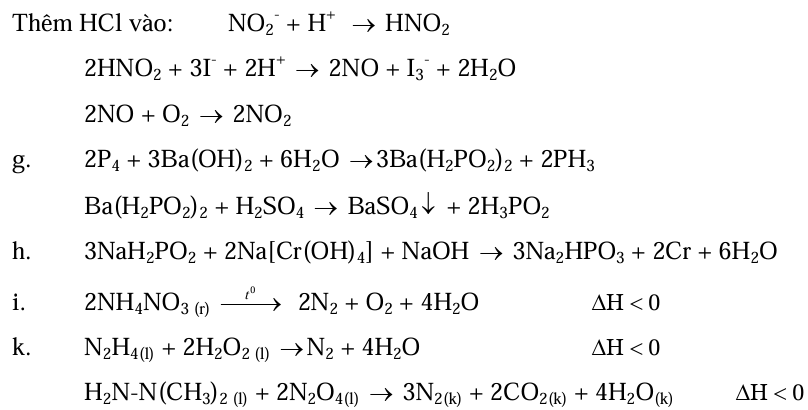 Thêm HCl vào: NO₂⁻ + H⁺ → HNO₂
2HNO₂ + 3I⁻ + 2H⁺ → 2NO + I₃⁻ + 2H₂O
2NO + O₂ → 2NO₂
g. 2P₄ + 3Ba(OH)₂ + 6H₂O →3Ba(H₂PO₂)₂ + 2PH₃
Ba(H₂PO₂)₂ + H₂SO₄ → BaSO₄↓ + 2H₃PO₂
h. 3NaH₂PO₂ + 2Na[Cr(OH)₄] + NaOH → 3Na₂HPO₃ + 2Cr + 6H₂O
i. 2NH₄NO₃ (r) —t⁰→ 2N₂ + O₂ + 4H₂O ΔH < 0
k. N₂H₄(l) + 2H₂O₂ (l) →N₂ + 4H₂O ΔH < 0
H₂N-N(CH₃)₂ (l) + 2N₂O₄(l) → 3N₂(k) + 2CO₂(k) + 4H₂O(k) ΔH < 0